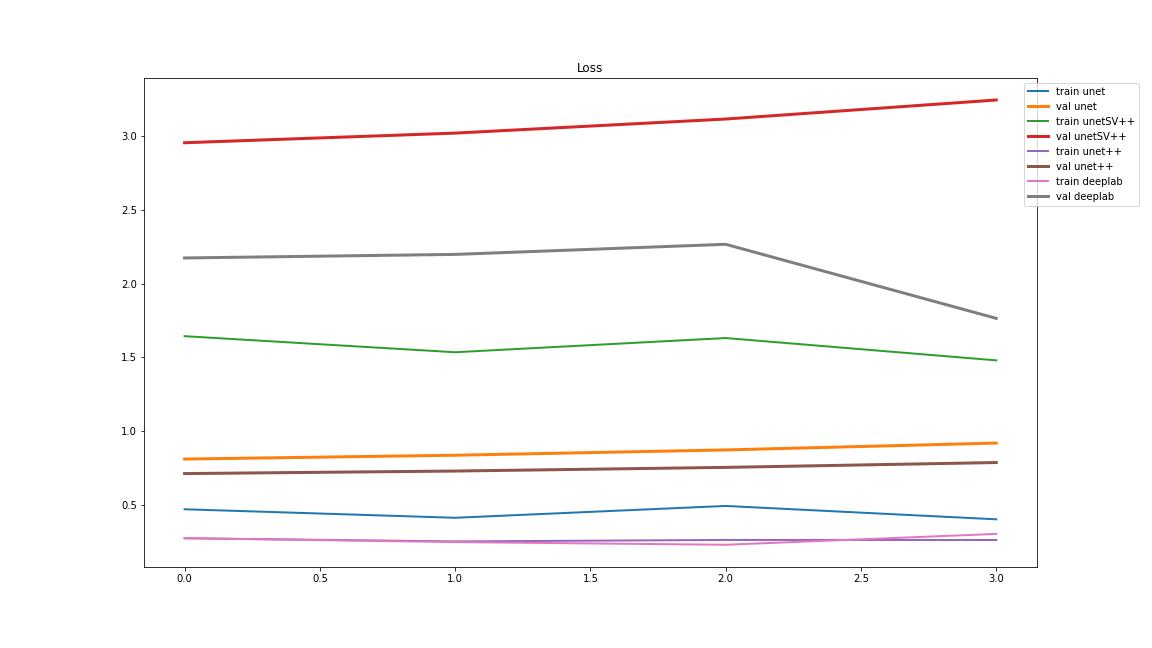 Loss
train unet
val unet
train unetSV++
val unetSV++
train unet++
val unet++
train deeplab
val deeplab
3.0
2.5
2.0
1.5
1.0
0.5
0.0 0.5 1.0 1.5 2.0 2.5 3.0